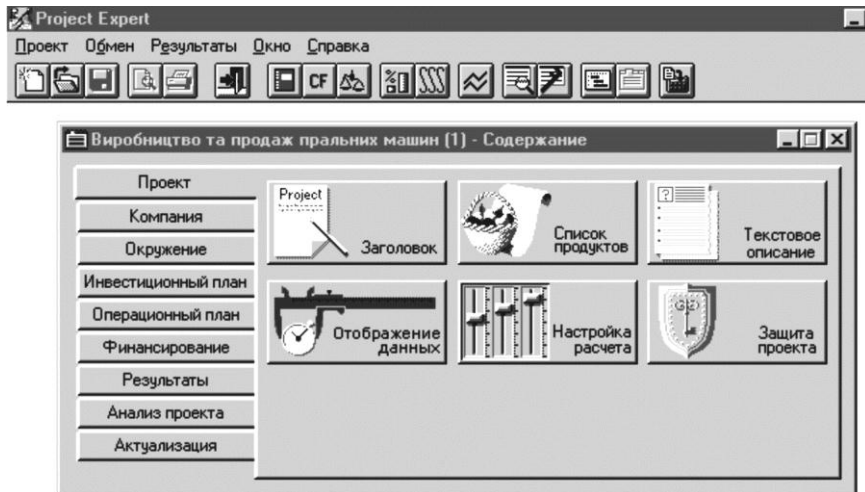 Project Expert
Проект Обмен Результаты Окно Справка
CF
Виробництво та продаж пральних машин (1) - Содержание
Проект
Компания
Окружение
Инвестиционный план
Операционный план
Финансирование
Результаты
Анализ проекта
Актуализация
Project
Заголовок
Список
продуктов
?
Текстовое
описание
Отображение
данных
Настройка
расчета
Защита
проекта